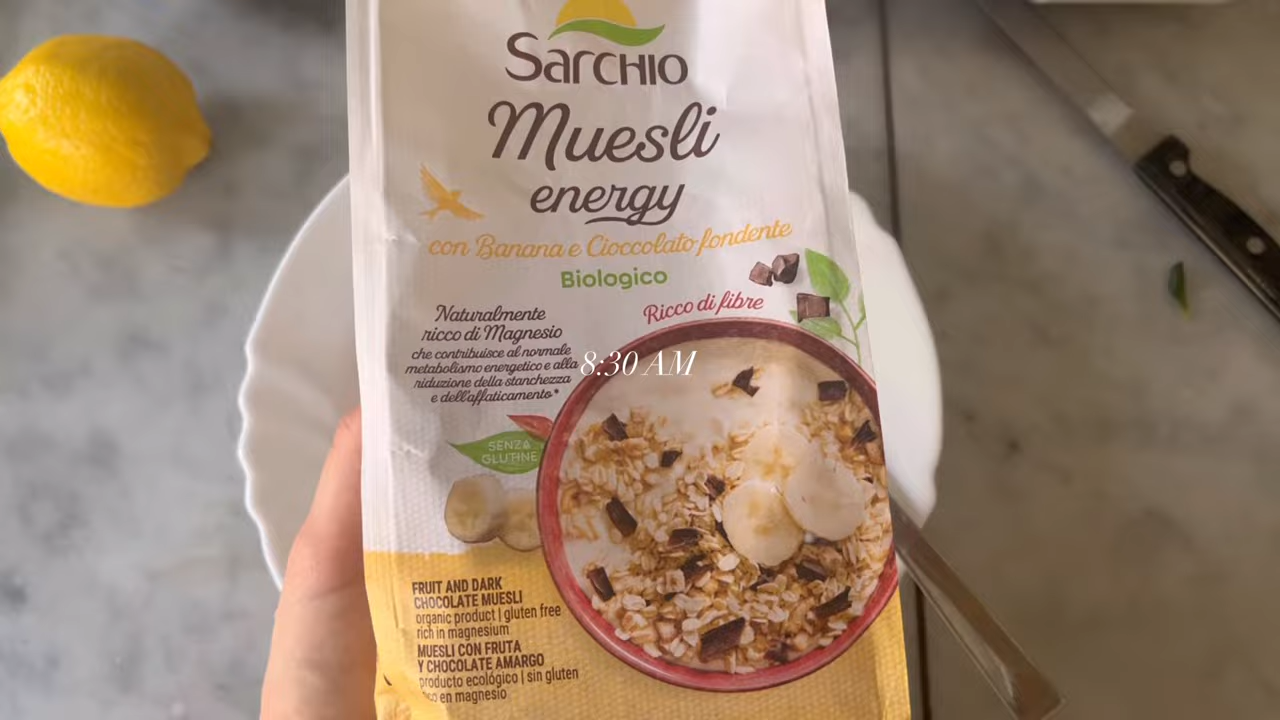 Sarchio
Muesli
energy
con Banana e Cioccolato fondente
Biologico
Ricco di fibre
Naturalmente
ricco di Magnesio
che contribuisce al normale
metabolismo energetico e alla
riduzione della stanchezza
e dell'affaticamento*
8:30 AM
SENZA
GLUTINE
FRUIT AND DARK
CHOCOLATE MUESLI
organic product | gluten free
rich in magnesium
MUESLI CON FRUTA
Y CHOCOLATE AMARGO
producto ecológico | sin gluten
en magnesio